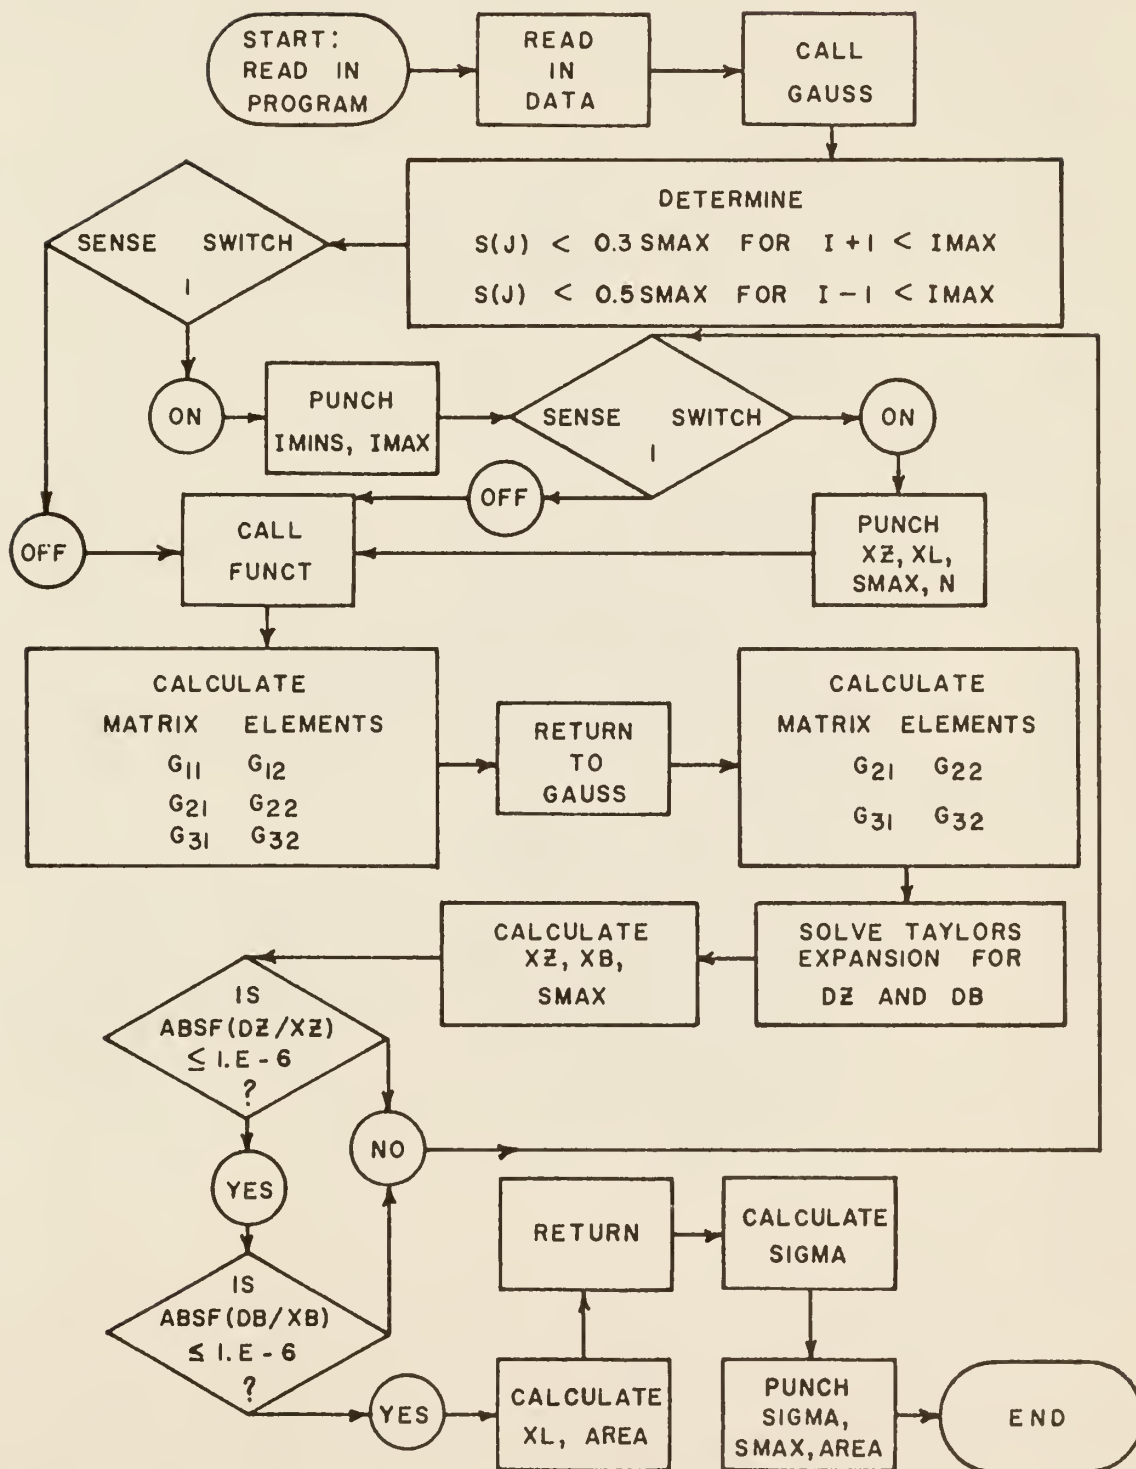 START:
READ IN
PROGRAM
READ
IN
DATA
CALL
GAUSS
DETERMINE
S(J) < 0.3 SMAX FOR I + 1 < IMAX
S(J) < 0.5 SMAX FOR I - 1 < IMAX
SENSE SWITCH
1
ON
PUNCH
IMINS, IMAX
SENSE SWITCH
1
ON
OFF
OFF
CALL
FUNCT
PUNCH
XZ, XL,
SMAX, N
CALCULATE
MATRIX ELEMENTS
G11 G12
G21 G22
G31 G32
RETURN
TO
GAUSS
CALCULATE
MATRIX ELEMENTS
G21 G22
G31 G32
SOLVE TAYLORS
EXPANSION FOR
DZ AND DB
CALCULATE
XZ, XB,
SMAX
IS
ABSF(DZ/XZ)
≤ 1.E-6
?
NO
YES
IS
ABSF(DB/XB)
≤ 1.E-6
?
YES
CALCULATE
XL, AREA
RETURN
CALCULATE
SIGMA
PUNCH
SIGMA,
SMAX, AREA
END